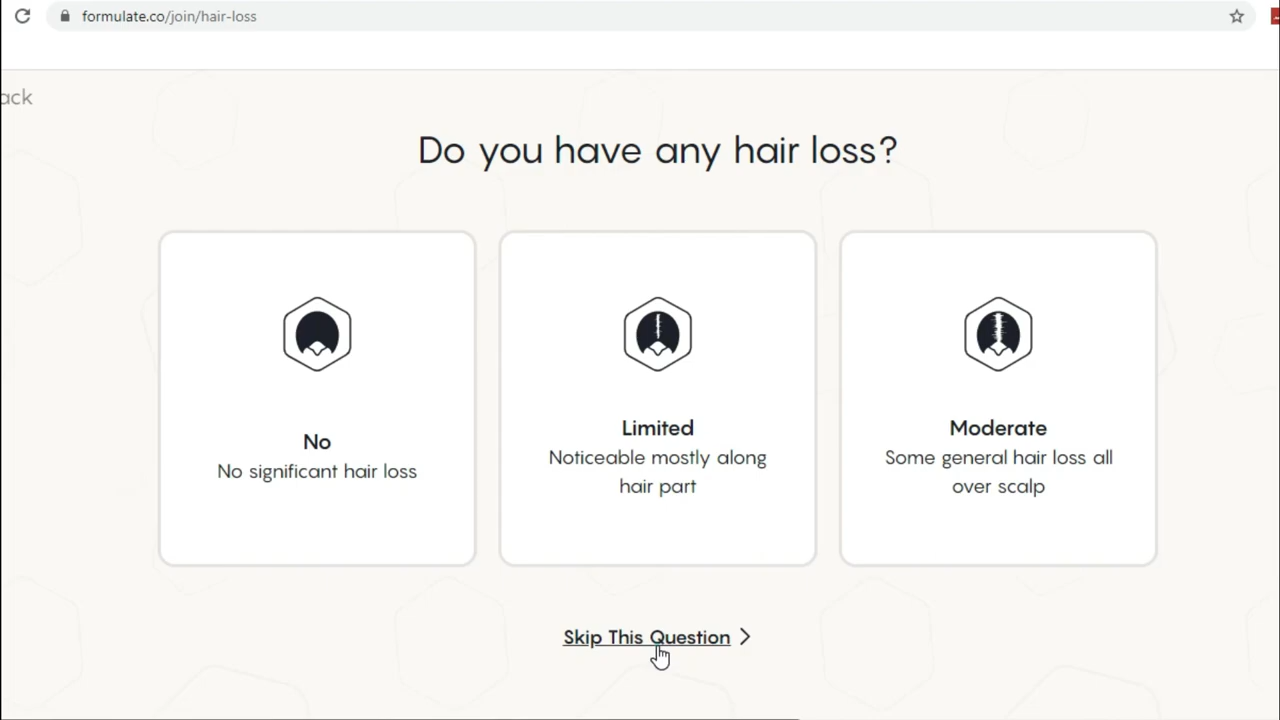 formulate.co/join/hair-loss
ack
Do you have any hair loss?
No
No significant hair loss
Limited
Noticeable mostly along
hair part
Moderate
Some general hair loss all
over scalp
Skip This Question